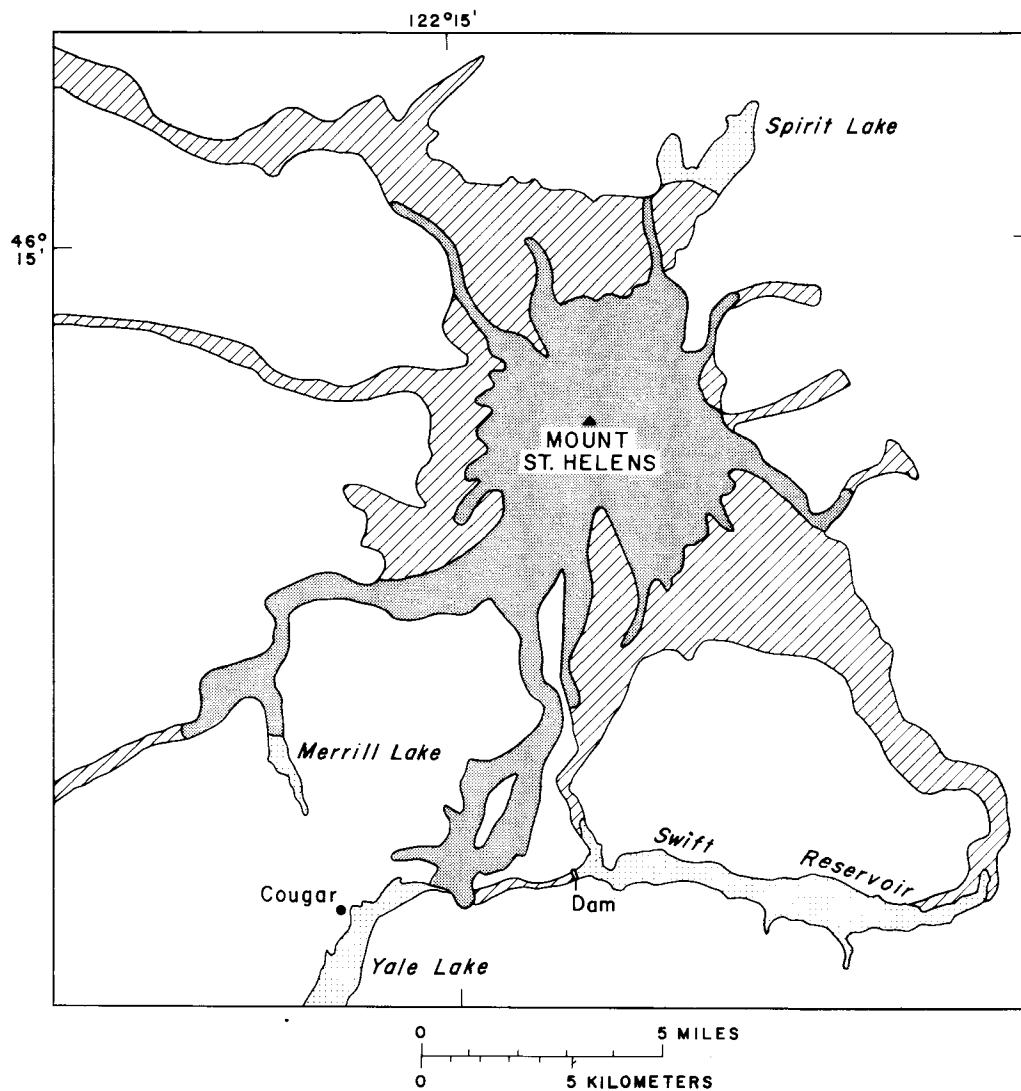 122°15'
Spirit Lake
46°
15'
MOUNT
ST. HELENS
Merrill Lake
Swift
Reservoir
Cougar
Dam
Yale Lake
0 5 MILES
0 5 KILOMETERS